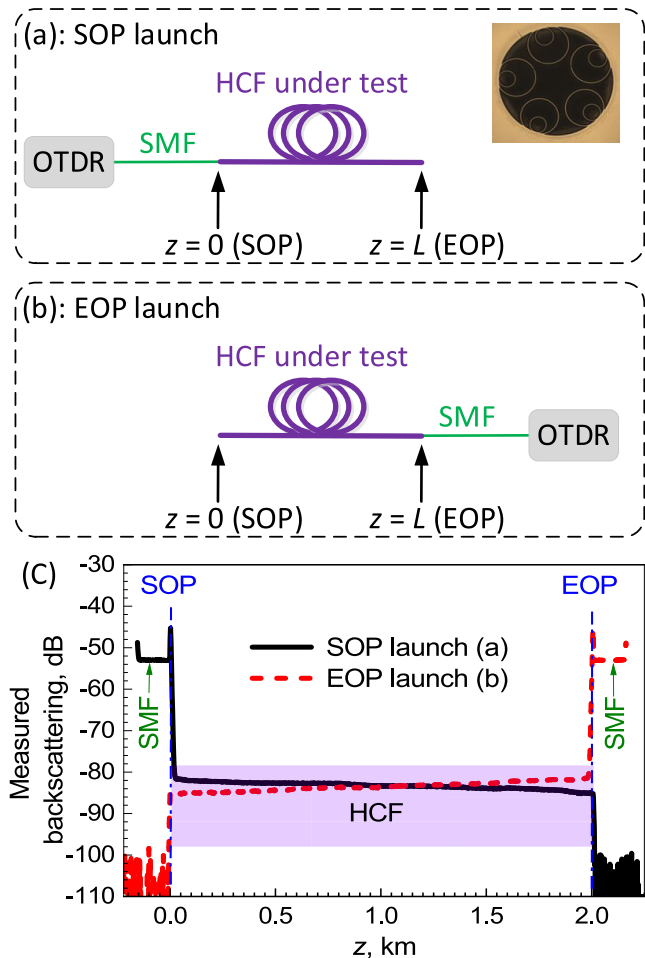 (a): SOP launch
HCF under test
SMF
OTDR
z = 0 (SOP)
z = L (EOP)
(b): EOP launch
HCF under test
SMF
OTDR
z = 0 (SOP)
z = L (EOP)
(C)
-30
-40
-50
-60
-70
-80
-90
-100
-110
Measured
backscattering, dB
SOP
EOP
SOP launch (a)
EOP launch (b)
SMF
SMF
HCF
0.0
0.5
1.0
1.5
2.0
z, km